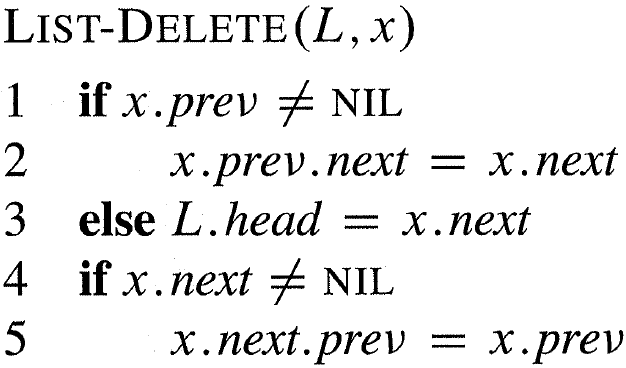 LIST-DELETE(L, x)
1 if x.prev ≠ NIL
2 x.prev.next = x.next
3 else L.head = x.next
4 if x.next ≠ NIL
5 x.next.prev = x.prev